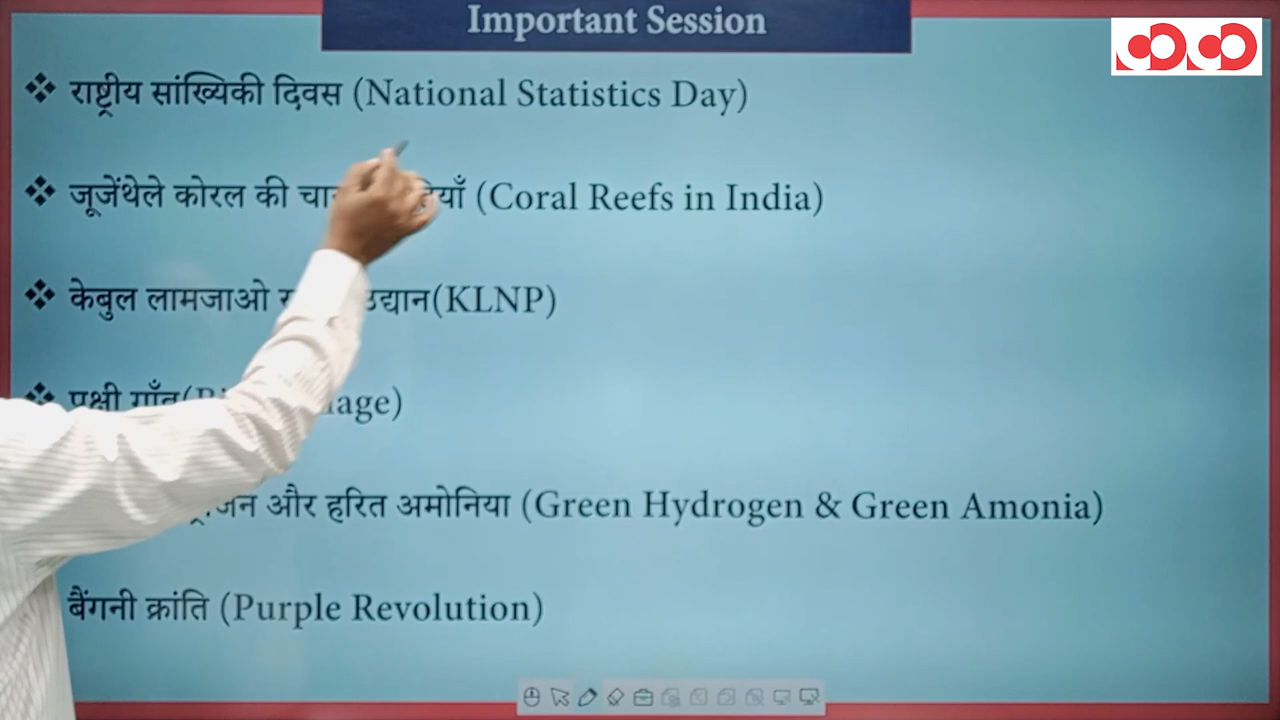 Important Session
राष्ट्रीय सांख्यिकी दिवस (National Statistics Day)
जूजेंथेले कोरल की (Coral Reefs in India)
केबुल लामजाओ उद्यान(KLNP)
पक्षी गाँव
और हरित अमोनिया (Green Hydrogen & Green Amonia)
बैंगनी क्रांति (Purple Revolution)